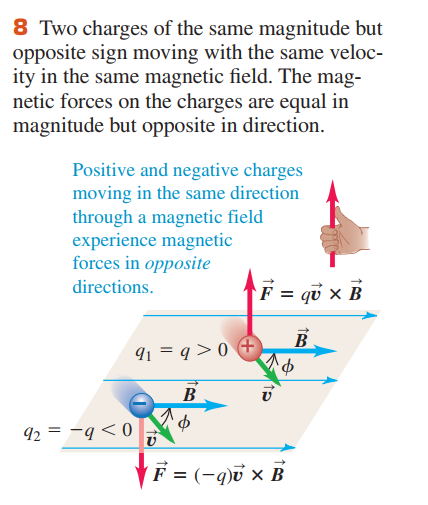 8 Two charges of the same magnitude but
opposite sign moving with the same veloc-
ity in the same magnetic field. The mag-
netic forces on the charges are equal in
magnitude but opposite in direction.
Positive and negative charges
moving in the same direction
through a magnetic field
experience magnetic
forces in opposite
directions.
F⃗ = qv⃗ × B⃗
B⃗
q₁ = q > 0 +
ϕ
v⃗
B⃗
−
ϕ
q₂ = −q < 0
v⃗
F⃗ = (−q)v⃗ × B⃗